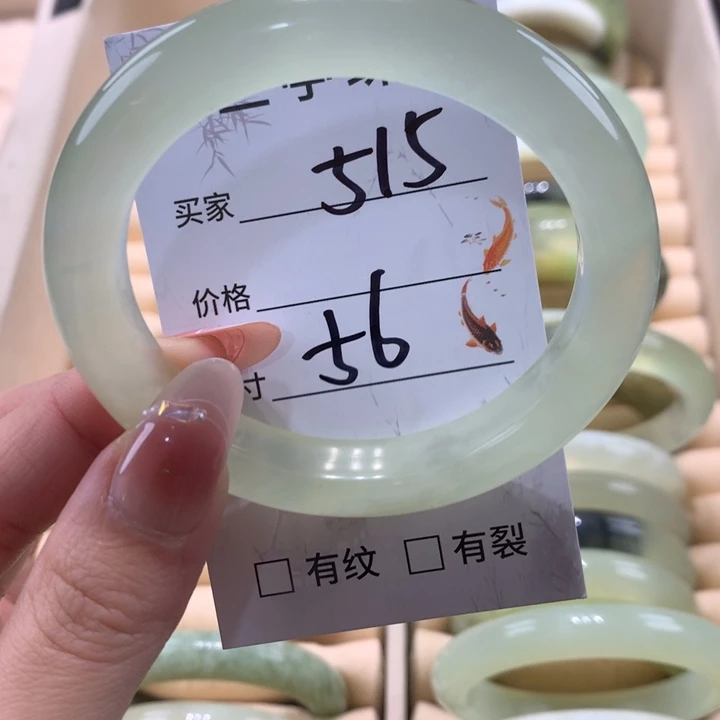 买家 515
价格
寸 56
□ 有纹 □ 有裂